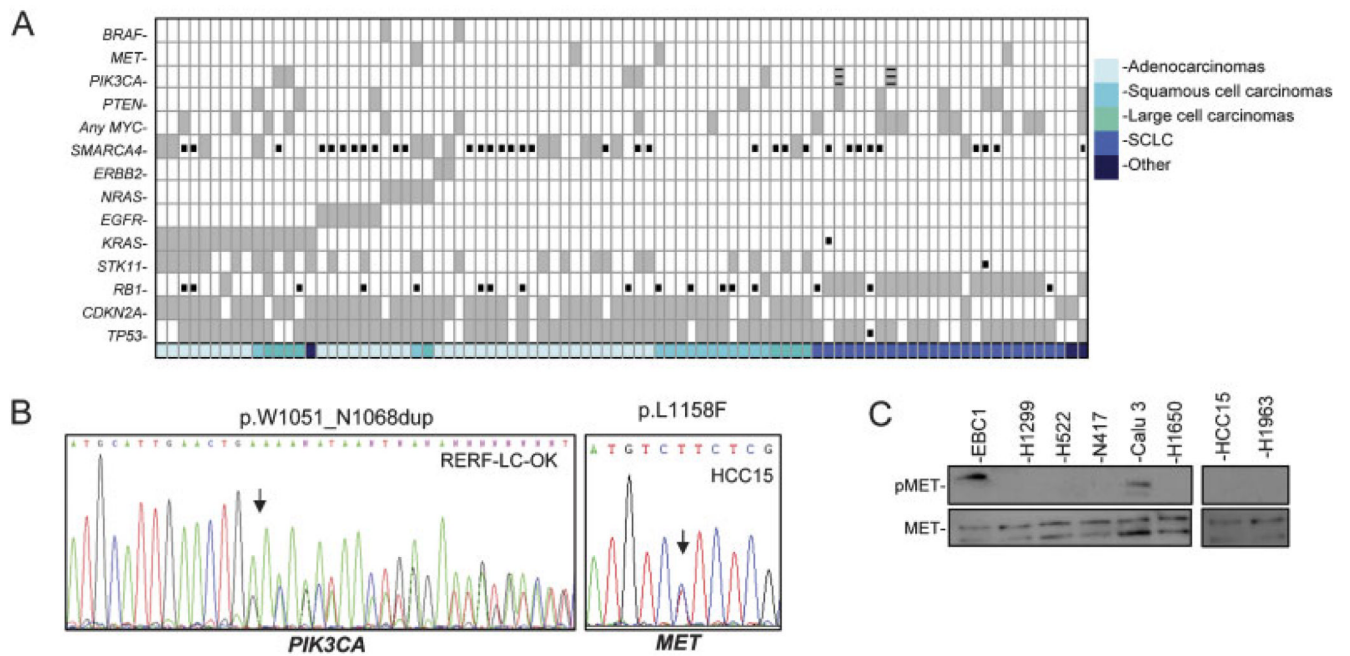 A
BRAF-
MET-
PIK3CA-
PTEN-
Any MYC-
SMARCA4-
ERBB2-
NRAS-
EGFR-
KRAS-
STK11-
RB1-
CDKN2A-
TP53-
-Adenocarcinomas
-Squamous cell carcinomas
-Large cell carcinomas
-SCLC
-Other
B
p.W1051_N1068dup
RERF-LC-OK
PIK3CA
p.L1158F
A T G T C T T C T C G
HCC15
MET
C
-EBC1
-H1299
-H522
-N417
-Calu 3
-H1650
-HCC15
-H1963
pMET-
MET-